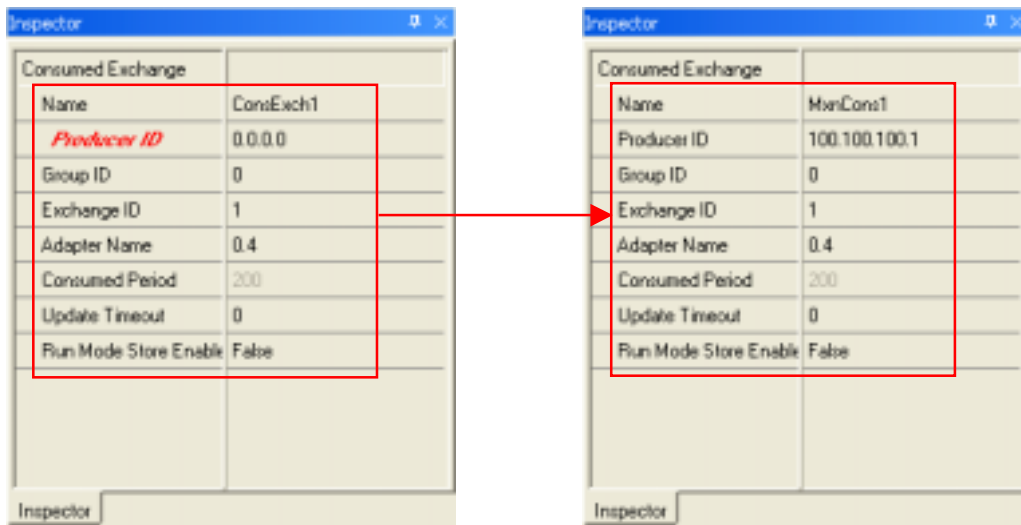 Inspector
Consumed Exchange
Name ConsExch1
Producer ID 0.0.0.0
Group ID 0
Exchange ID 1
Adapter Name 0.4
Consumed Period 200
Update Timeout 0
Run Mode Store Enable False
Inspector
Inspector
Consumed Exchange
Name MxnCons1
Producer ID 100.100.100.1
Group ID 0
Exchange ID 1
Adapter Name 0.4
Consumed Period 200
Update Timeout 0
Run Mode Store Enable False
Inspector